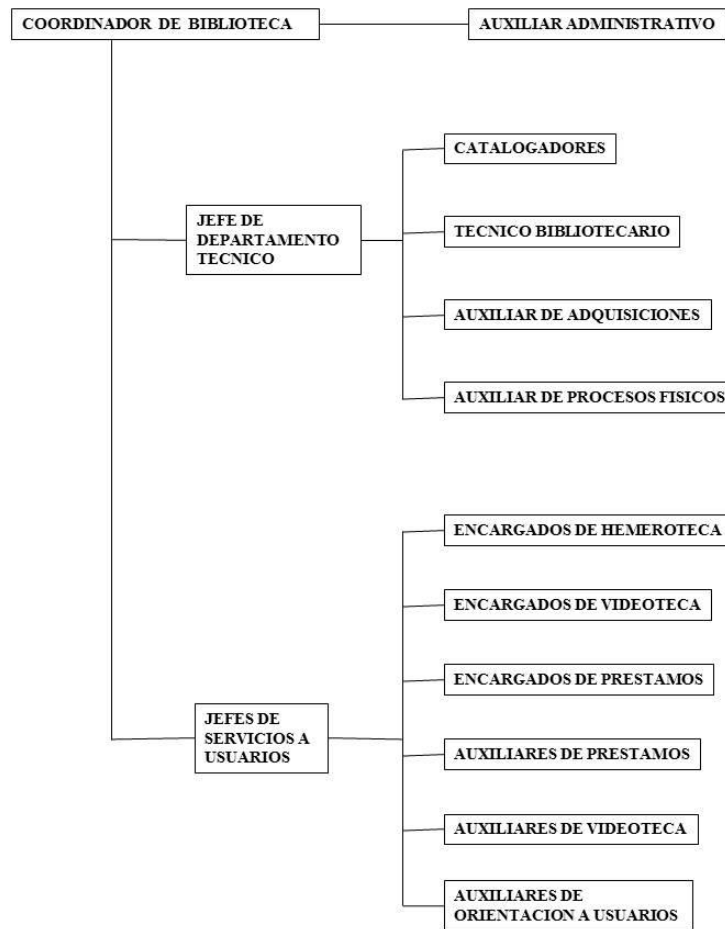 COORDINADOR DE BIBLIOTECA
AUXILIAR ADMINISTRATIVO
JEFE DE
DEPARTAMENTO
TECNICO
CATALOGADORES
TECNICO BIBLIOTECARIO
AUXILIAR DE ADQUISICIONES
AUXILIAR DE PROCESOS FISICOS
JEFES DE
SERVICIOS A
USUARIOS
ENCARGADOS DE HEMEROTECA
ENCARGADOS DE VIDEOTECA
ENCARGADOS DE PRESTAMOS
AUXILIARES DE PRESTAMOS
AUXILIARES DE VIDEOTECA
AUXILIARES DE
ORIENTACION A USUARIOS